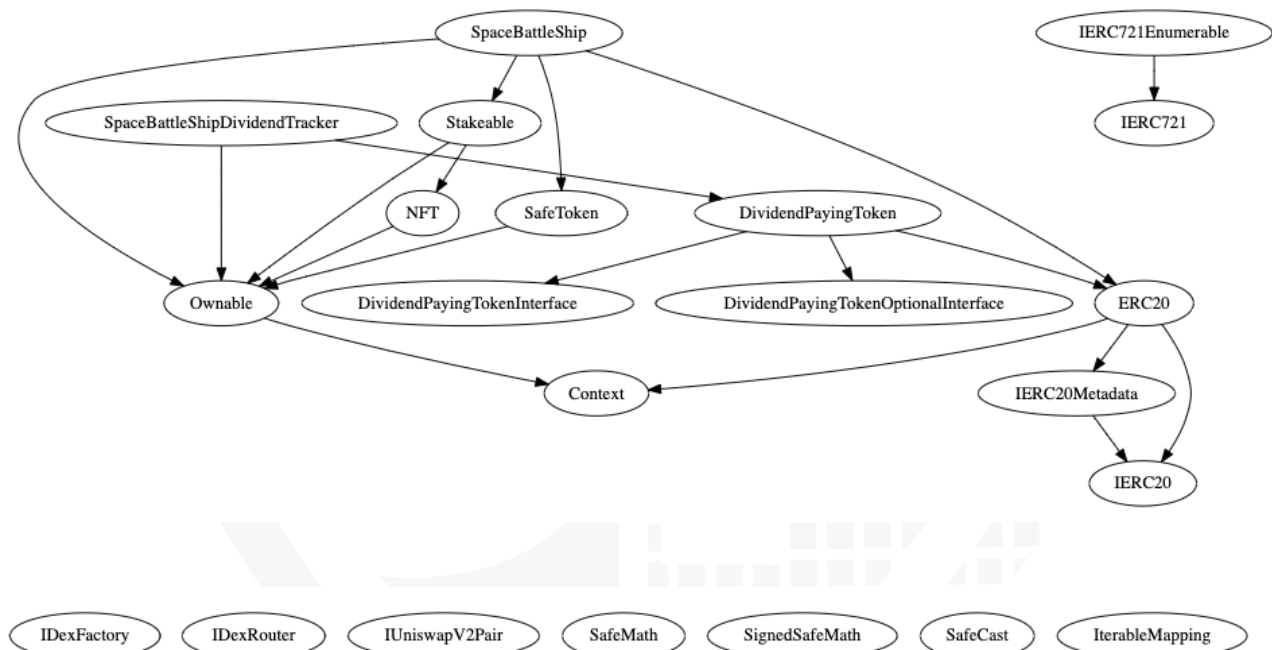 SpaceBattleShip
IERC721Enumerable
SpaceBattleShipDividendTracker
Stakeable
IERC721
NFT
SafeToken
DividendPayingToken
Ownable
DividendPayingTokenInterface
DividendPayingTokenOptionalInterface
ERC20
Context
IERC20Metadata
IERC20
IDexFactory
IDexRouter
IUniswapV2Pair
SafeMath
SignedSafeMath
SafeCast
IterableMapping